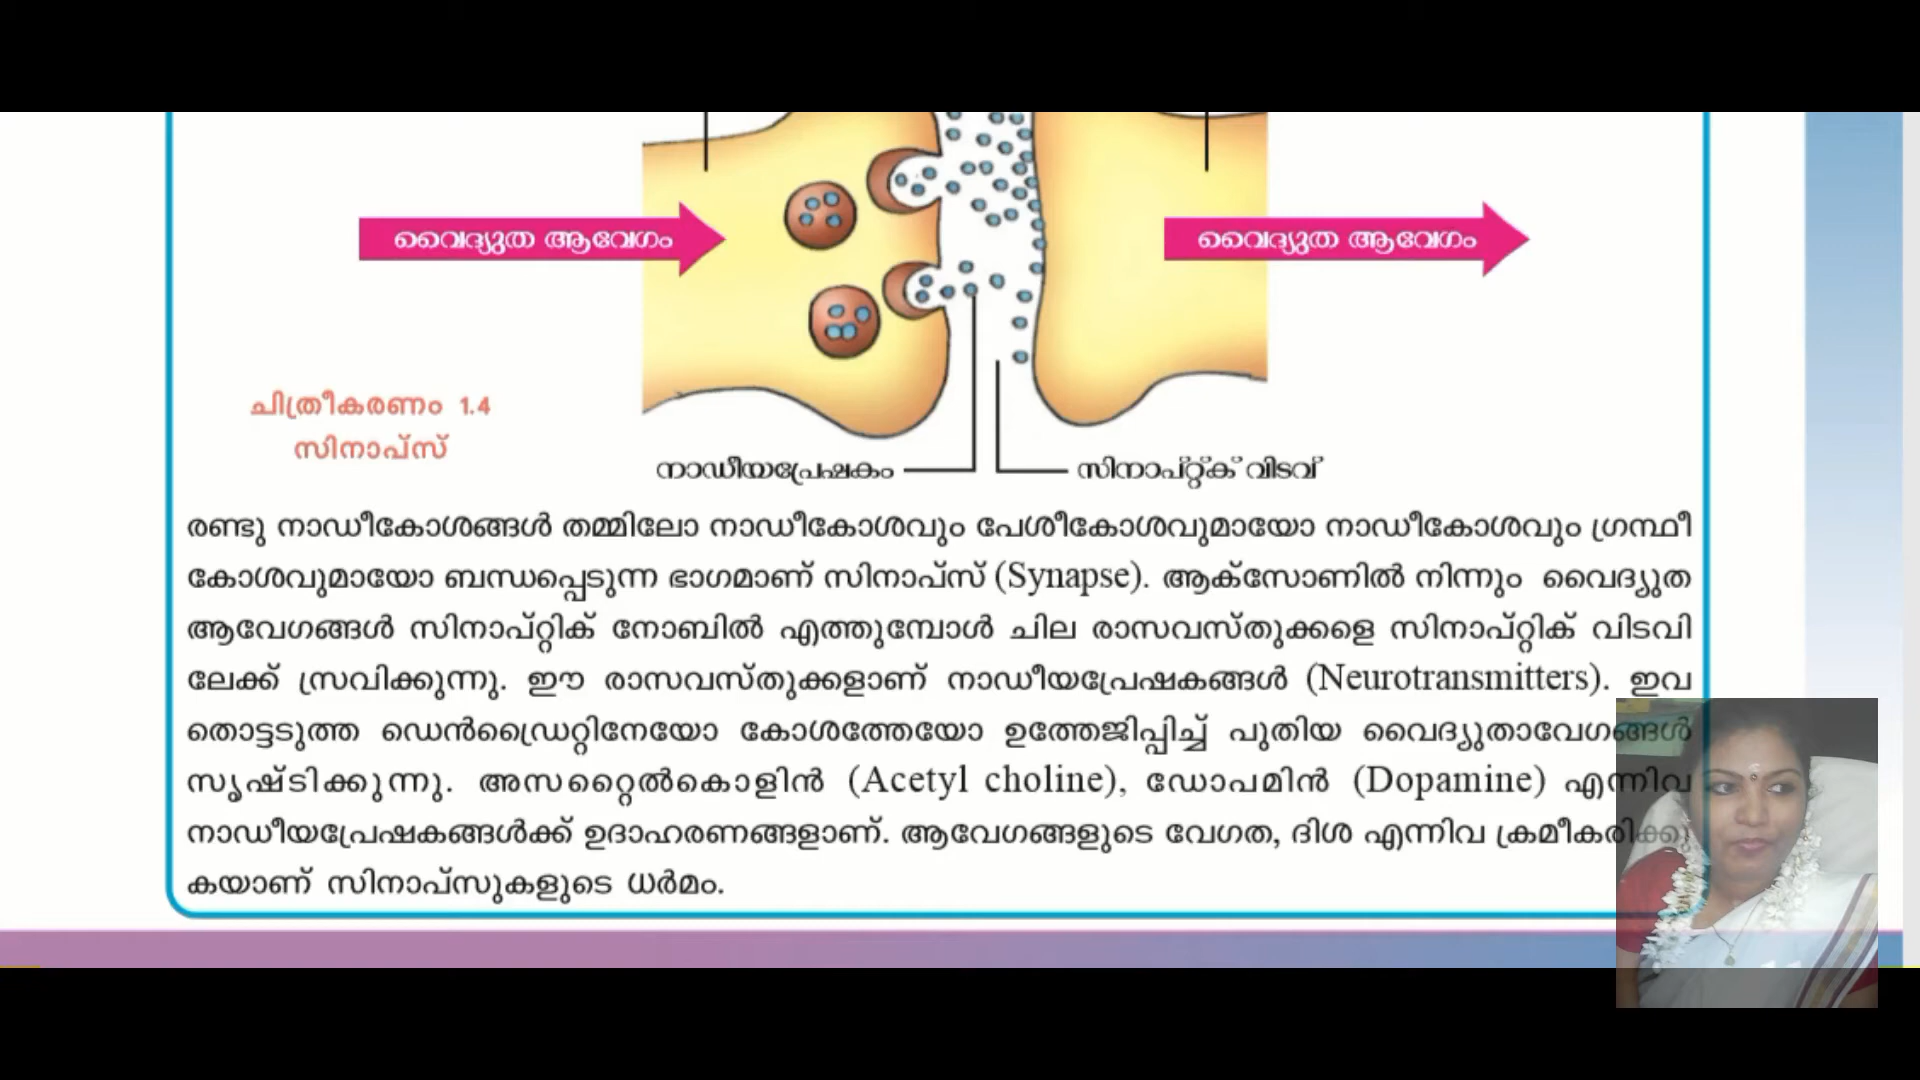 വൈദ്യുത ആവേഗം
വൈദ്യുത ആവേഗം
ചിത്രീകരണം 1.4
സിനാപ്സ്
നാഡീയപ്രേഷകം
സിനാപ്റ്റിക് വിടവ്
രണ്ടു നാഡീകോശങ്ങൾ തമ്മിലോ നാഡീകോശവും പേശീകോശവുമായോ നാഡീകോശവും ഗ്രന്ഥീ
കോശവുമായോ ബന്ധപ്പെടുന്ന ഭാഗമാണ് സിനാപ്സ് (Synapse). ആക്സോണിൽ നിന്നും വൈദ്യുത
ആവേഗങ്ങൾ സിനാപ്റ്റിക് നോബിൽ എത്തുമ്പോൾ ചില രാസവസ്തുക്കളെ സിനാപ്റ്റിക് വിടവി
ലേക്ക് സ്രവിക്കുന്നു. ഈ രാസവസ്തുക്കളാണ് നാഡീയപ്രേഷകങ്ങൾ (Neurotransmitters). ഇവ
തൊട്ടടുത്ത ഡെൻഡ്രൈറ്റിനേയോ കോശത്തേയോ ഉത്തേജിപ്പിച്ച് പുതിയ വൈദ്യുതാവേഗങ്ങൾ
സൃഷ്ടിക്കുന്നു. അസറ്റൈൽകൊളിൻ (Acetyl choline), ഡോപമിൻ (Dopamine) എന്നിവ
നാഡീയപ്രേഷകങ്ങൾക്ക് ഉദാഹരണങ്ങളാണ്. ആവേഗങ്ങളുടെ വേഗത, ദിശ എന്നിവ ക്രമീകരിക്കു
കയാണ് സിനാപ്സുകളുടെ ധർമം.